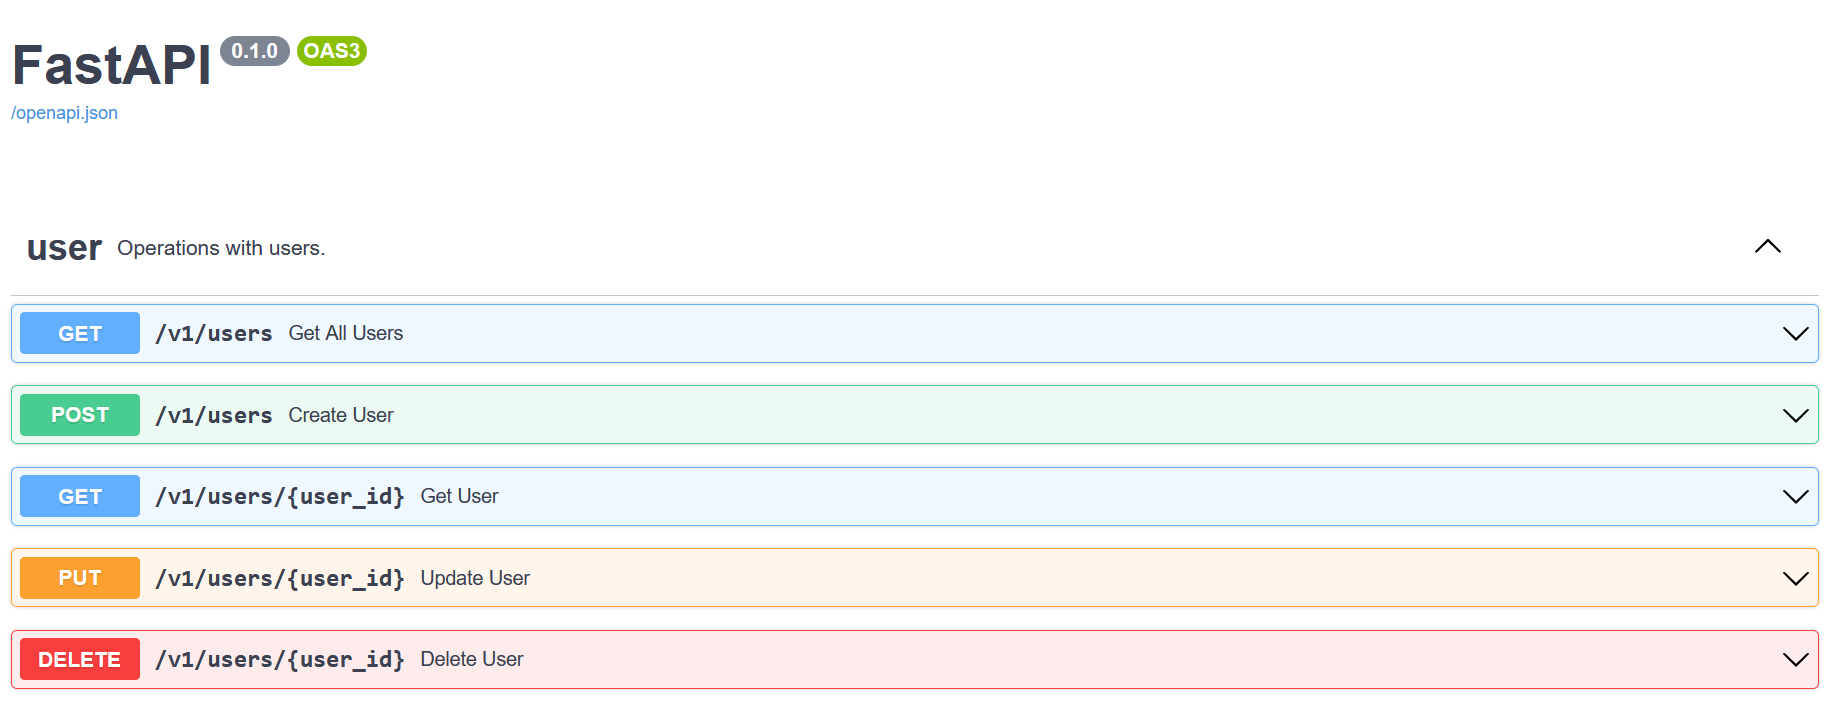 FastAPI 0.1.0 OAS3
/openapi.json
user Operations with users.
GET /v1/users Get All Users
POST /v1/users Create User
GET /v1/users/{user_id} Get User
PUT /v1/users/{user_id} Update User
DELETE /v1/users/{user_id} Delete User